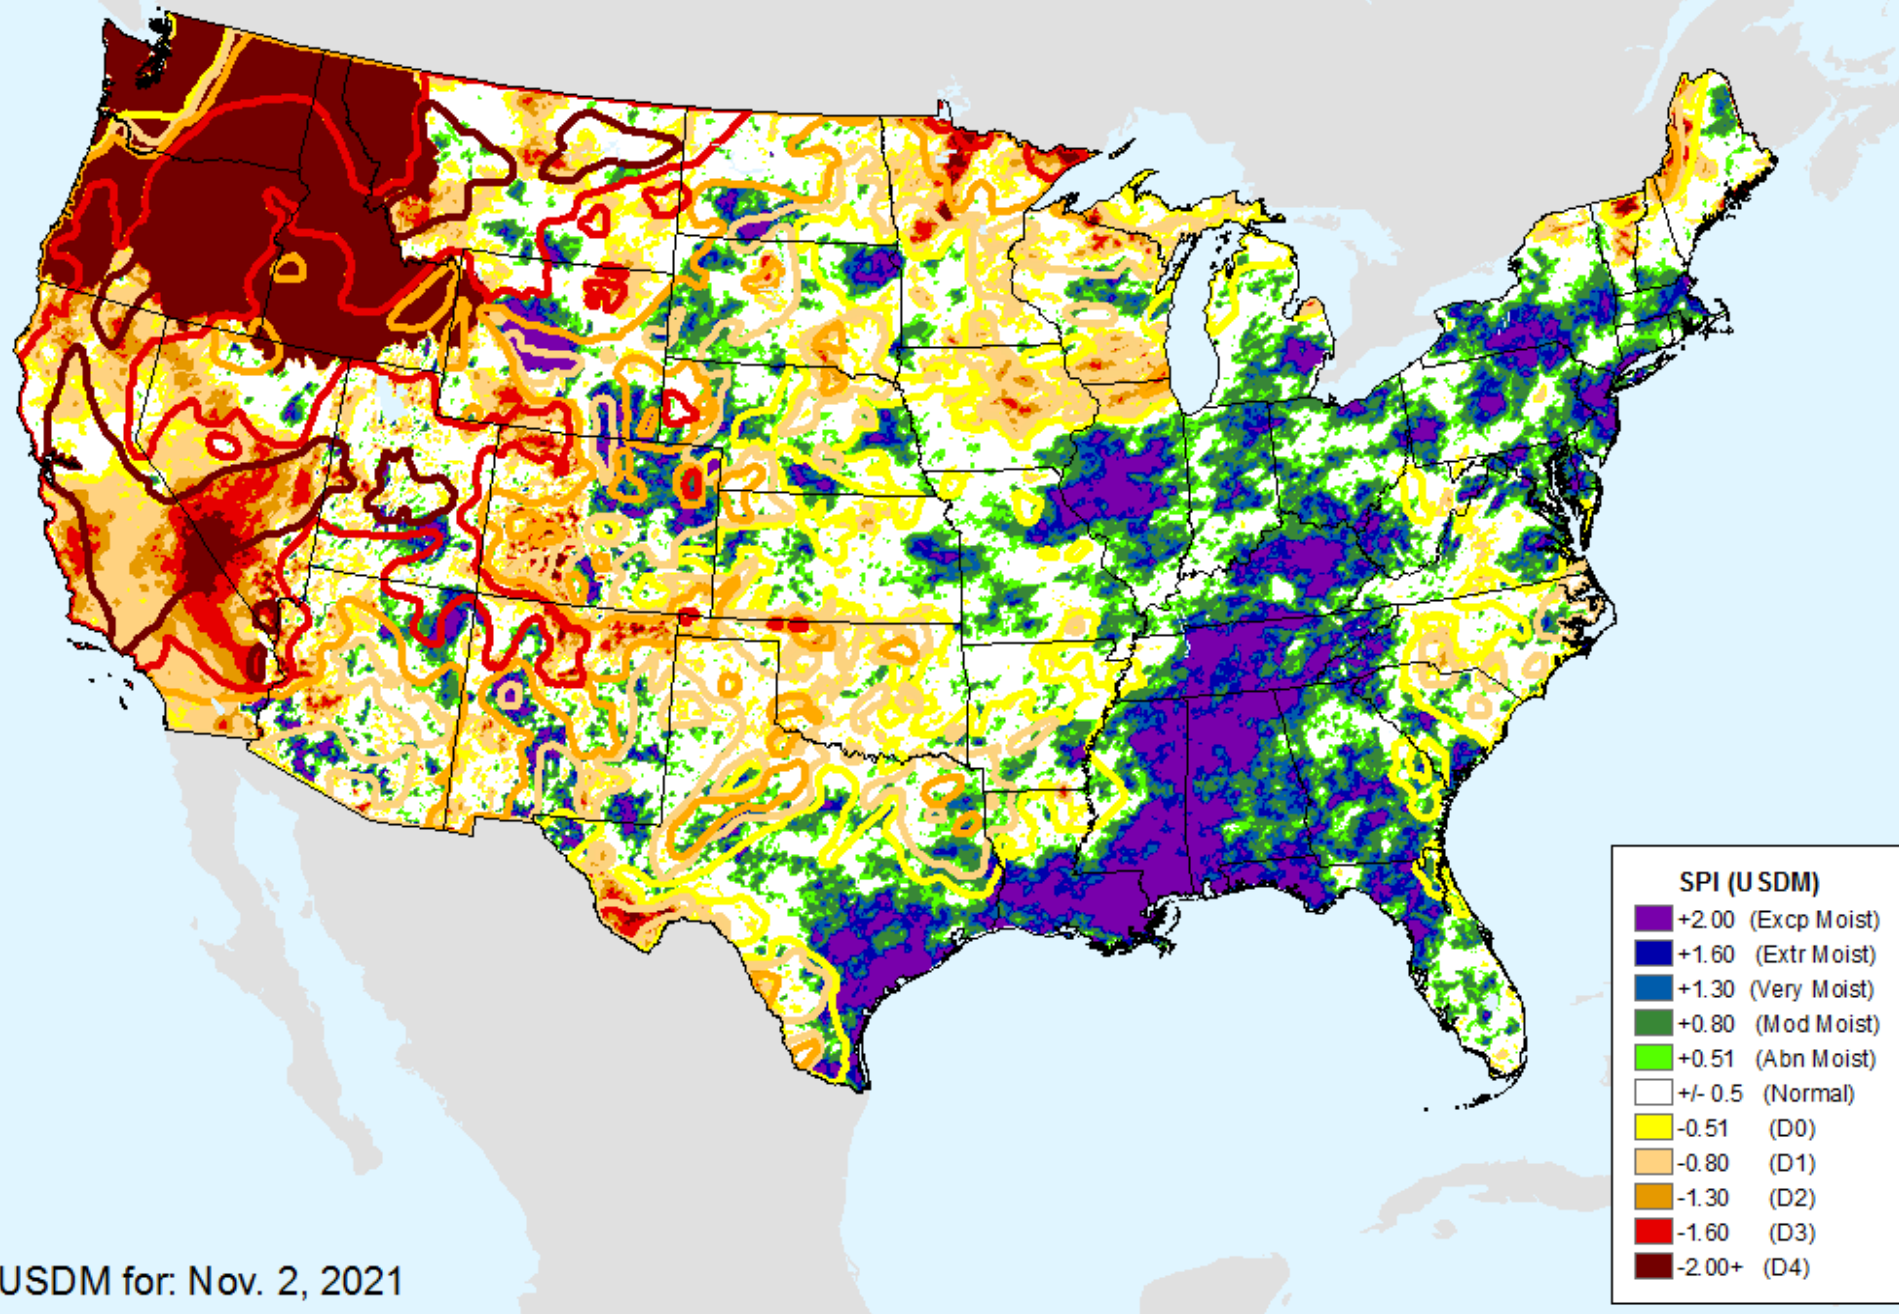 SPI (USDM)
+2.00 (Excp Moist)
+1.60 (Extr Moist)
+1.30 (Very Moist)
+0.80 (Mod Moist)
+0.51 (Abn Moist)
+/- 0.5 (Normal)
-0.51 (D0)
-0.80 (D1)
-1.30 (D2)
-1.60 (D3)
-2.00+ (D4)
USDM for: Nov. 2, 2021